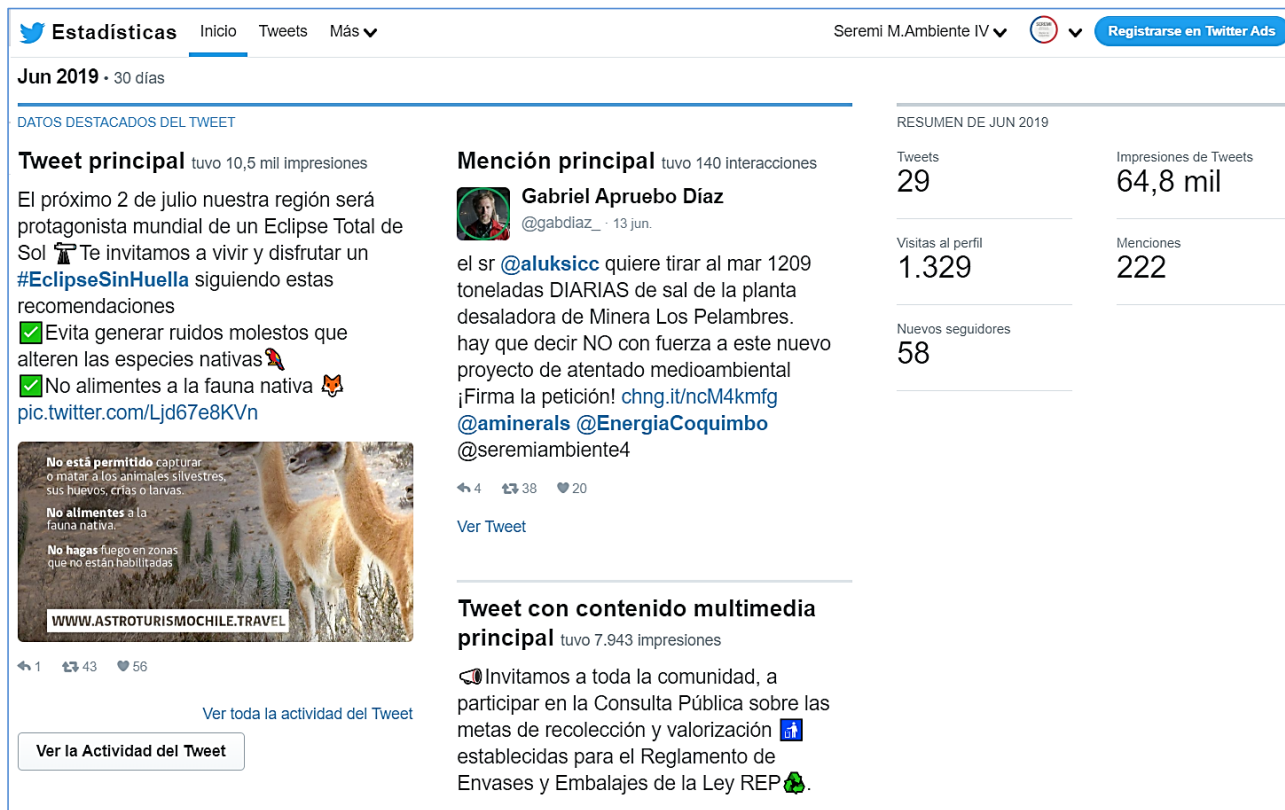 Estadísticas Inicio Tweets Más Seremi M.Ambiente IV Registrarse en Twitter Ads
Jun 2019 • 30 días
DATOS DESTACADOS DEL TWEET
Tweet principal tuvo 10,5 mil impresiones
El próximo 2 de julio nuestra región será
protagonista mundial de un Eclipse Total de
Sol Te invitamos a vivir y disfrutar un
#EclipseSinHuella siguiendo estas
recomendaciones
✅Evita generar ruidos molestos que
alteren las especies nativas🦜
✅No alimentes a la fauna nativa 🦊
pic.twitter.com/Ljd67e8KVn
No está permitido capturar
o matar a los animales silvestres,
sus huevos, crías o larvas.
No alimentes a la
fauna nativa.
No hagas fuego en zonas
que no están habilitadas
WWW.ASTROTURISMOCHILE.TRAVEL
1 43 56
Ver toda la actividad del Tweet
Ver la Actividad del Tweet
Mención principal tuvo 140 interacciones
Gabriel Apruebo Díaz
@gabdiaz_ · 13 jun.
el sr @aluksicc quiere tirar al mar 1209
toneladas DIARIAS de sal de la planta
desaladora de Minera Los Pelambres.
hay que decir NO con fuerza a este nuevo
proyecto de atentado medioambiental
¡Firma la petición! chng.it/ncM4kmfg
@aminerals @EnergiaCoquimbo
@seremiambiente4
4 38 20
Ver Tweet
Tweet con contenido multimedia
principal tuvo 7.943 impresiones
Invitamos a toda la comunidad, a
participar en la Consulta Pública sobre las
metas de recolección y valorización 🚮
establecidas para el Reglamento de
Envases y Embalajes de la Ley REP♻.
RESUMEN DE JUN 2019
Tweets
29
Impresiones de Tweets
64,8 mil
Visitas al perfil
1.329
Menciones
222
Nuevos seguidores
58